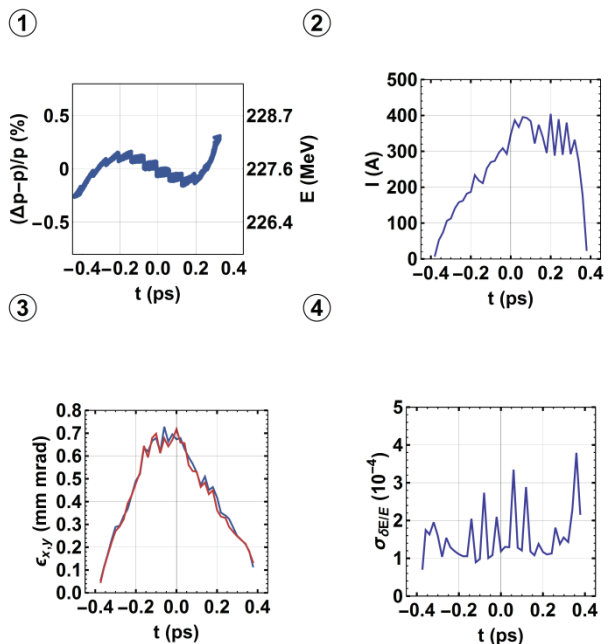 ① ②
(Δp−p)/p (%)
0.5
0
−0.5
228.7
227.6
226.4
E (MeV)
−0.4 −0.2 0.0 0.2 0.4
t (ps)
I (A)
500
400
300
200
100
0
−0.4 −0.2 0.0 0.2 0.4
t (ps)
③ ④
ϵx,y (mm mrad)
0.8
0.7
0.6
0.5
0.4
0.3
0.2
0.1
0.0
−0.4 −0.2 0.0 0.2 0.4
t (ps)
σδE/E (10⁻⁴)
5
4
3
2
1
0
−0.4 −0.2 0.0 0.2 0.4
t (ps)